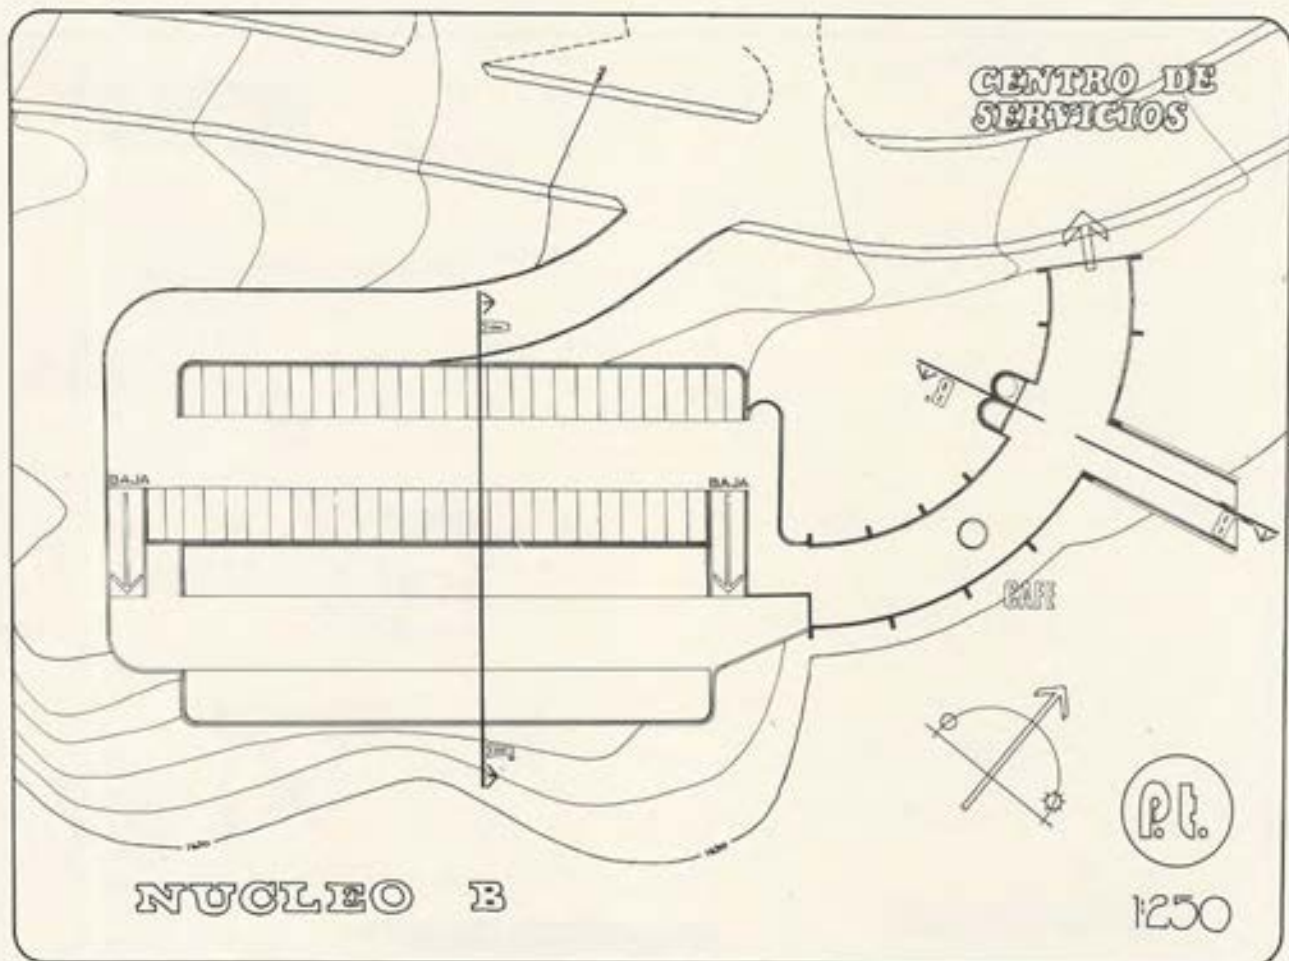 CENTRO DE
SERVICIOS
B'
BAJA
BAJA
B
CAFE
P.t.
NUCLEO B
1:250